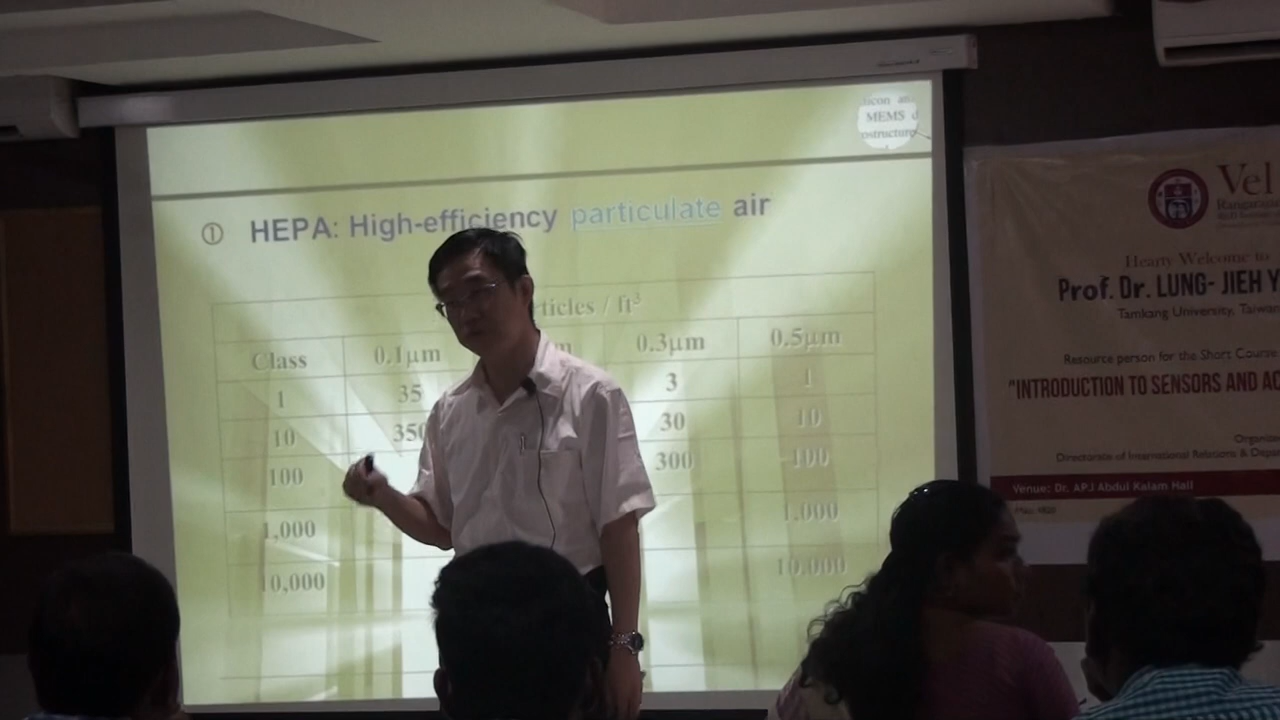 MEMS
① HEPA: High-efficiency particulate air
/ ft³
Class 0.1μm 0.3μm 0.5μm
1 35 3 1
10 350 30 10
100 300 100
1,000 1.000
10,000 10,000
Vel
Hearty Welcome to
Prof. Dr. LUNG- JIEH Y
Tamkang University, Taiwan
Resource person for the Short Course
"INTRODUCTION TO SENSORS AND AC
Directorate of International Relations &
Venue: Dr. AP.J Abdul Kalam Hall